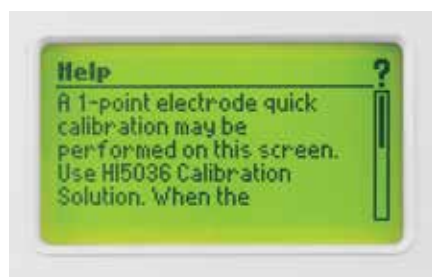 Help ?
A 1-point electrode quick
calibration may be
performed on this screen.
Use HI5036 Calibration
Solution. When the